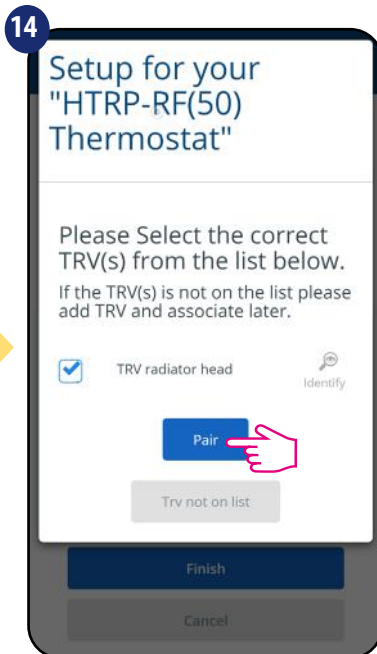 14
Setup for your
"HTRP-RF(50)
Thermostat"
Please Select the correct
TRV(s) from the list below.
If the TRV(s) is not on the list please
add TRV and associate later.
TRV radiator head
Identify
Pair
Trv not on list
Finish
Cancel